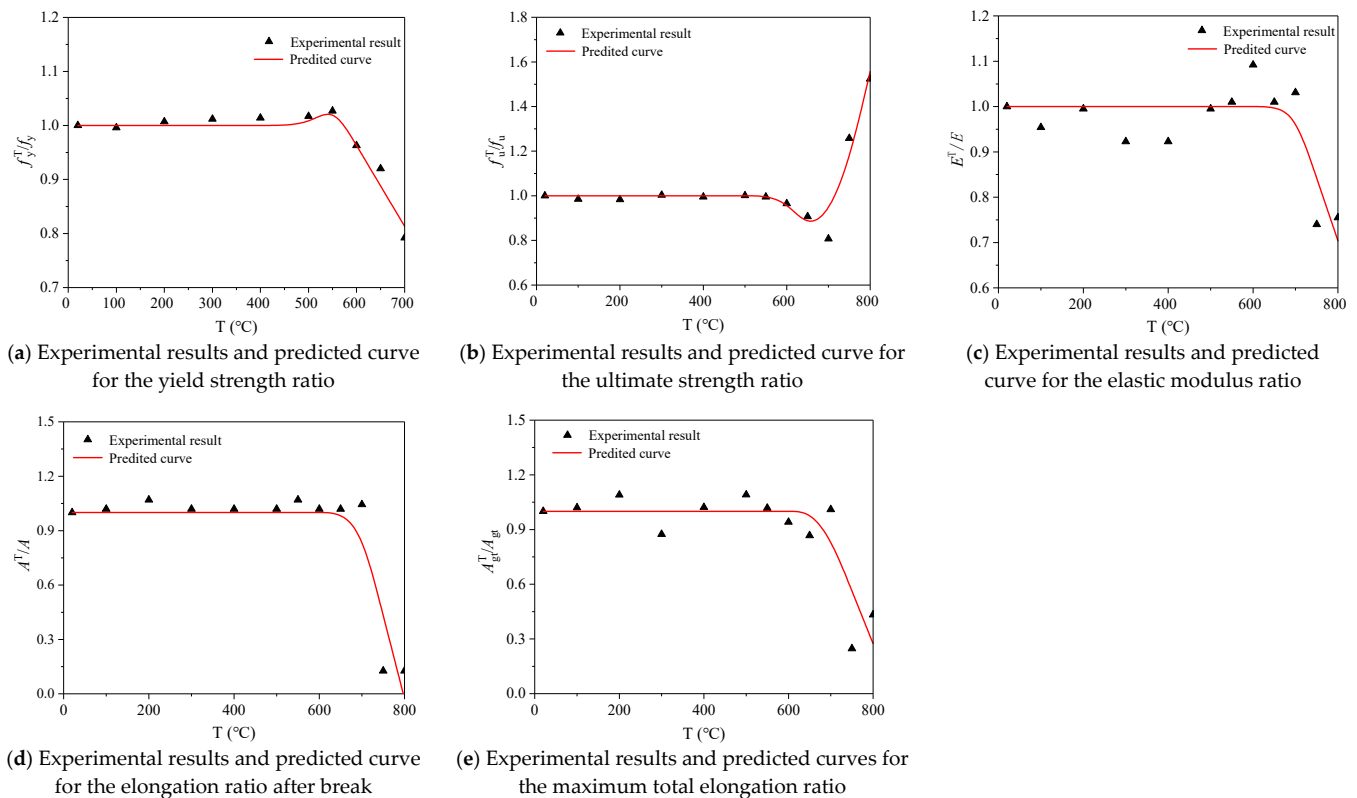 1.2
1.1
1.0
0.9
0.8
0.7
f_y^T/f_y
Experimental result
Predited curve
0 100 200 300 400 500 600 700
T (°C)
(a) Experimental results and predicted curve
for the yield strength ratio
1.8
1.6
1.4
1.2
1.0
0.8
0.6
f_u^T/f_u
Experimental result
Predited curve
0 200 400 600 800
T (°C)
(b) Experimental results and predicted curve for
the ultimate strength ratio
1.2
1.1
1.0
0.9
0.8
0.7
0.6
E^T/E
Experimental result
Predited curve
0 200 400 600 800
T (°C)
(c) Experimental results and predicted
curve for the elastic modulus ratio
1.5
1.2
0.9
0.6
0.3
0.0
A^T/A
Experimental result
Predited curve
0 200 400 600 800
T (°C)
(d) Experimental results and predicted curve
for the elongation ratio after break
1.5
1.2
0.9
0.6
0.3
0.0
A_gt^T/A_gt
Experimental result
Predited curve
0 200 400 600 800
T (°C)
(e) Experimental results and predicted curves for
the maximum total elongation ratio